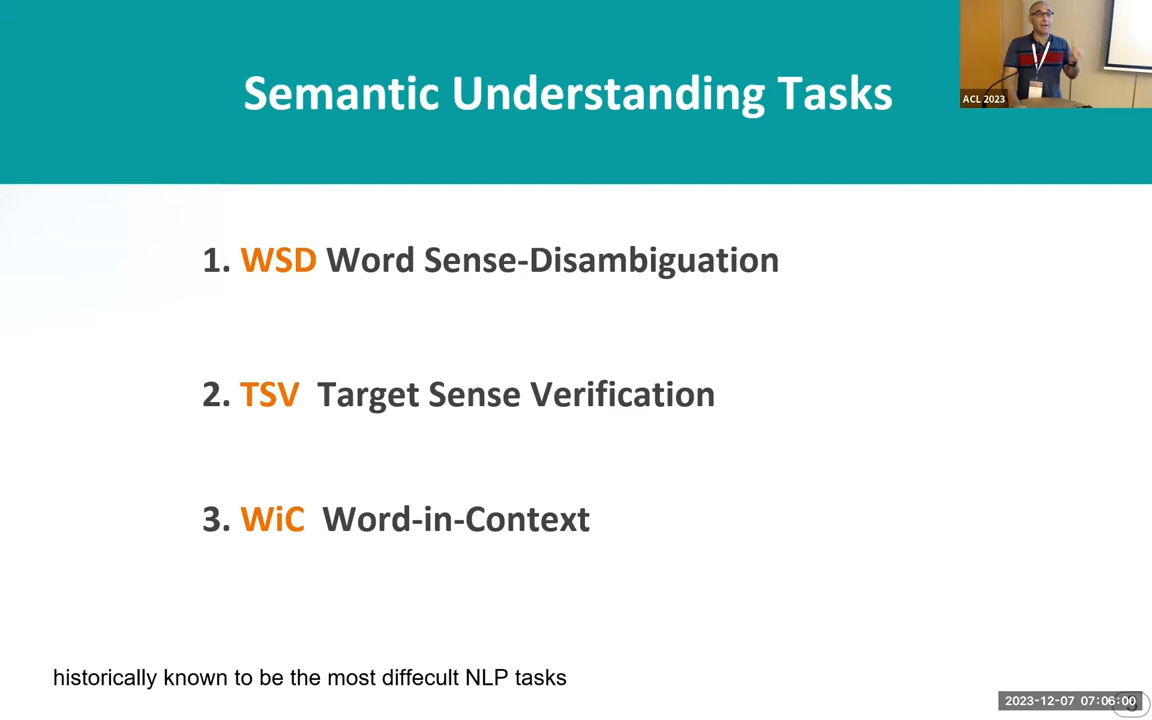 Semantic Understanding Tasks
ACL 2023
1. WSD Word Sense-Disambiguation
2. TSV Target Sense Verification
3. WiC Word-in-Context
historically known to be the most diffecult NLP tasks
2023-12-07 07:06:00